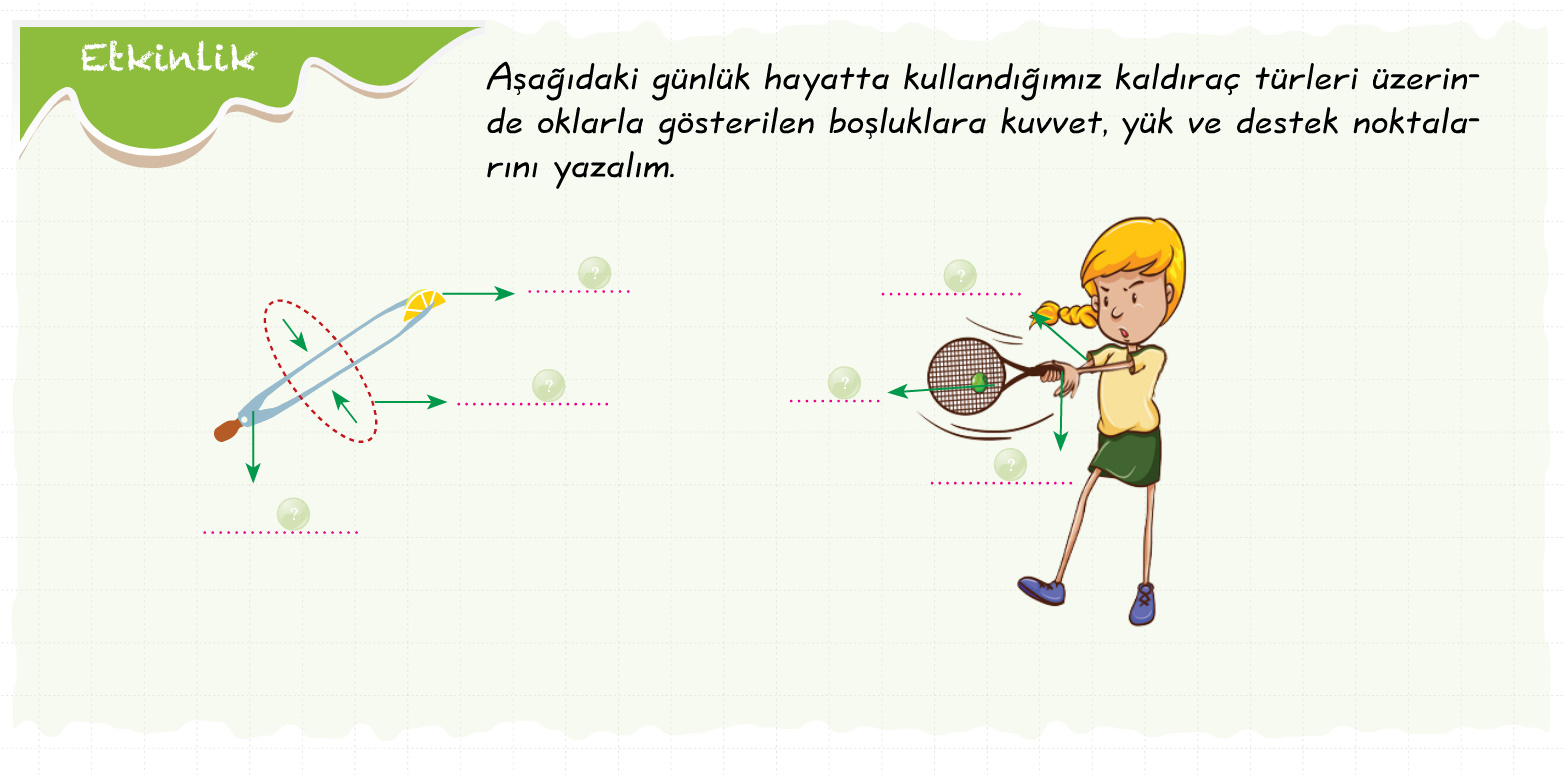 Etkinlik
Aşağıdaki günlük hayatta kullandığımız kaldıraç türleri üzerin-
de oklarla gösterilen boşluklara kuvvet, yük ve destek noktala-
rını yazalım.
?
?
?
?
?
?